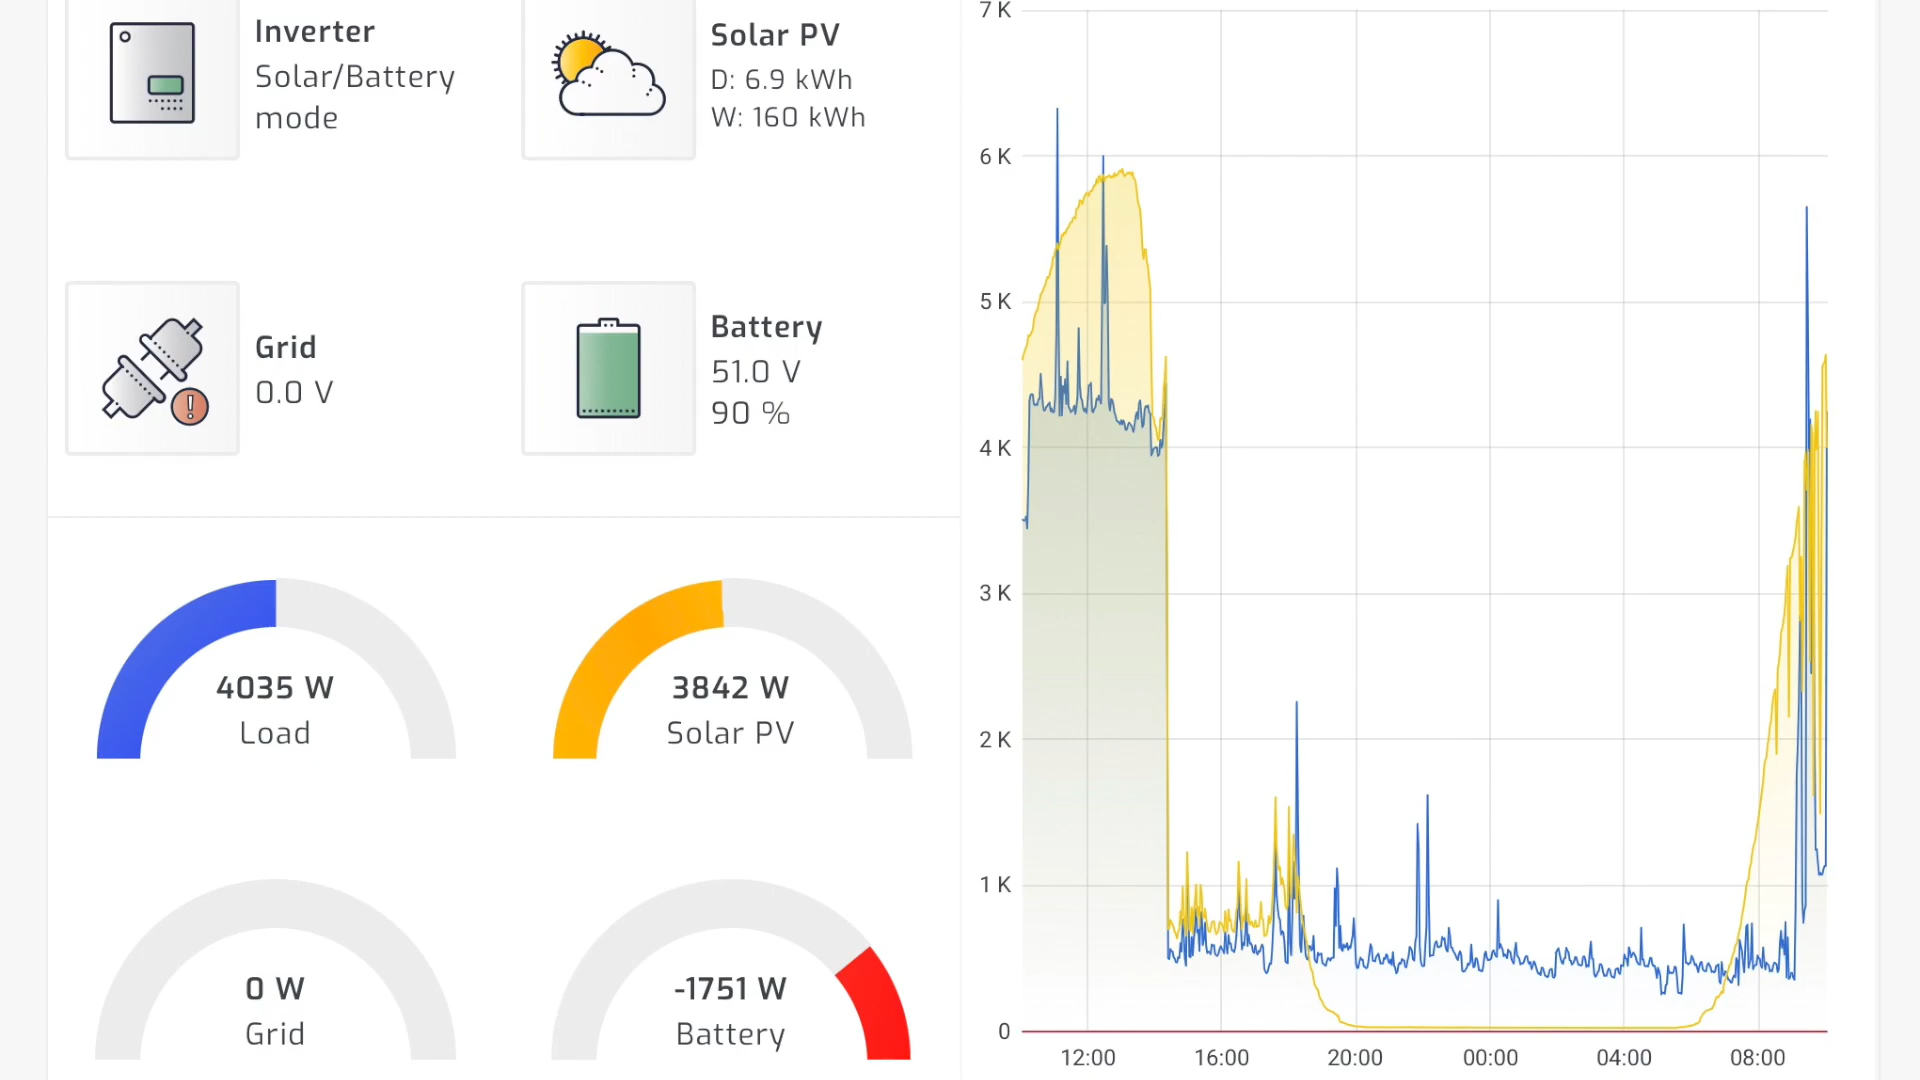 Inverter
Solar/Battery
mode
Solar PV
D: 6.9 kWh
W: 160 kWh
Grid
0.0 V
Battery
51.0 V
90 %
4035 W
Load
3842 W
Solar PV
0 W
Grid
-1751 W
Battery
7 K
6 K
5 K
4 K
3 K
2 K
1 K
0
12:00
16:00
20:00
00:00
04:00
08:00